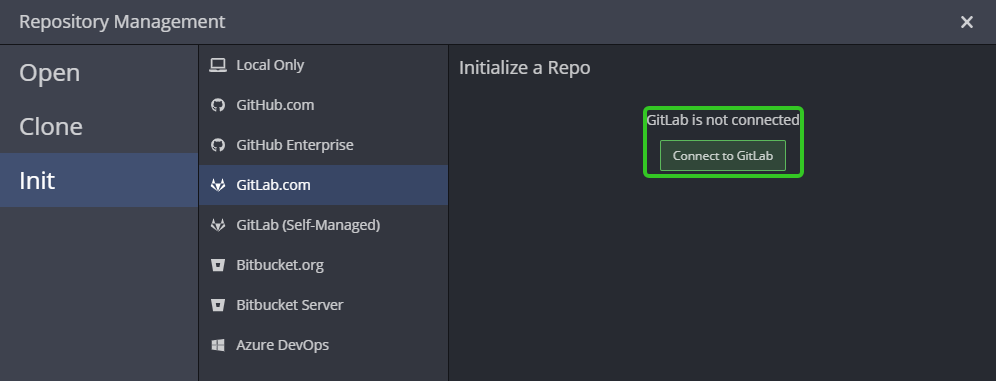 Repository Management
Open
Clone
Init
Local Only
GitHub.com
GitHub Enterprise
GitLab.com
GitLab (Self-Managed)
Bitbucket.org
Bitbucket Server
Azure DevOps
Initialize a Repo
GitLab is not connected
Connect to GitLab